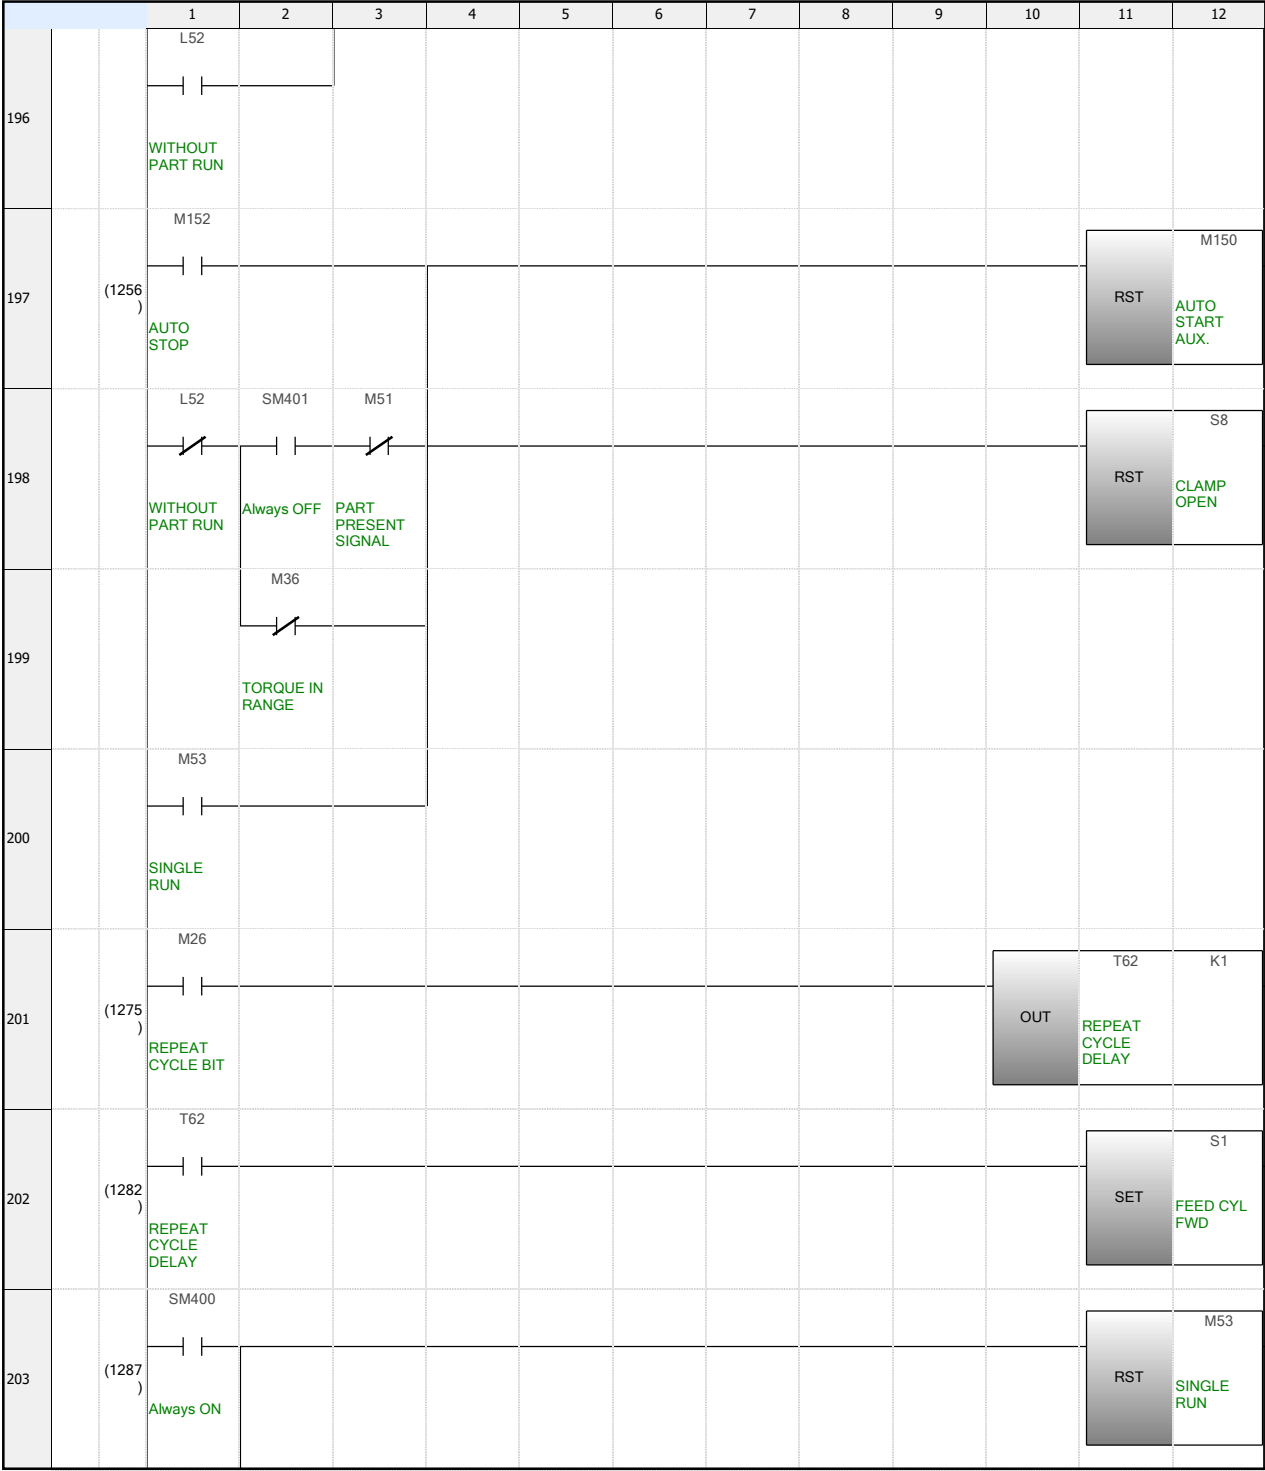 1 2 3 4 5 6 7 8 9 10 11 12
L52
196
WITHOUT
PART RUN
M152
M150
197
(1256
)
RST
AUTO
STOP
AUTO
START
AUX.
L52 SM401 M51
S8
198
RST
WITHOUT
PART RUN
Always OFF
PART
PRESENT
SIGNAL
CLAMP
OPEN
M36
199
TORQUE IN
RANGE
M53
200
SINGLE
RUN
M26
T62 K1
201
(1275
)
OUT
REPEAT
CYCLE BIT
REPEAT
CYCLE
DELAY
T62
S1
202
(1282
)
SET
REPEAT
CYCLE
DELAY
FEED CYL
FWD
SM400
M53
203
(1287
)
RST
Always ON
SINGLE
RUN